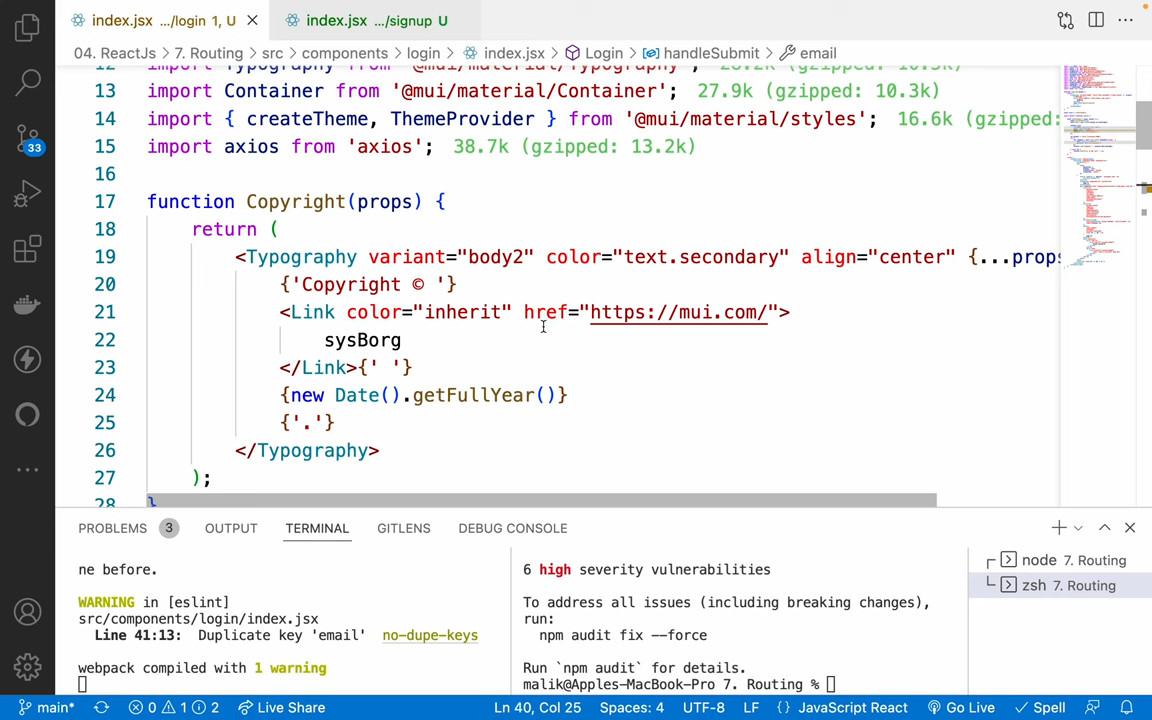 index.jsx .../login 1, U
index.jsx .../signup U
04. ReactJs > 7. Routing > src > components > login > index.jsx > Login > handleSubmit > email
12 import Typography from '@mui/material/Typography';
13 import Container from '@mui/material/Container'; 27.9k (gzipped: 10.3k)
14 import { createTheme, ThemeProvider } from '@mui/material/styles'; 16.6k (gzipped:
15 import axios from 'axios'; 38.7k (gzipped: 13.2k)
16
17 function Copyright(props) {
18 return (
19 <Typography variant="body2" color="text.secondary" align="center" {...props
20 {'Copyright © '}
21 <Link color="inherit" href="https://mui.com/">
22 sysBorg
23 </Link>{' '}
24 {new Date().getFullYear()}
25 {'.'}
26 </Typography>
27 );
28 }
33
PROBLEMS 3 OUTPUT TERMINAL GITLENS DEBUG CONSOLE
ne before.
WARNING in [eslint]
src/components/login/index.jsx
Line 41:13: Duplicate key 'email' no-dupe-keys
webpack compiled with 1 warning
6 high severity vulnerabilities
To address all issues (including breaking changes),
run:
npm audit fix --force
Run `npm audit` for details.
malik@Apples-MacBook-Pro 7. Routing %
node 7. Routing
zsh 7. Routing
main* 0 1 2 Live Share Ln 40, Col 25 Spaces: 4 UTF-8 LF {} JavaScript React Go Live Spell